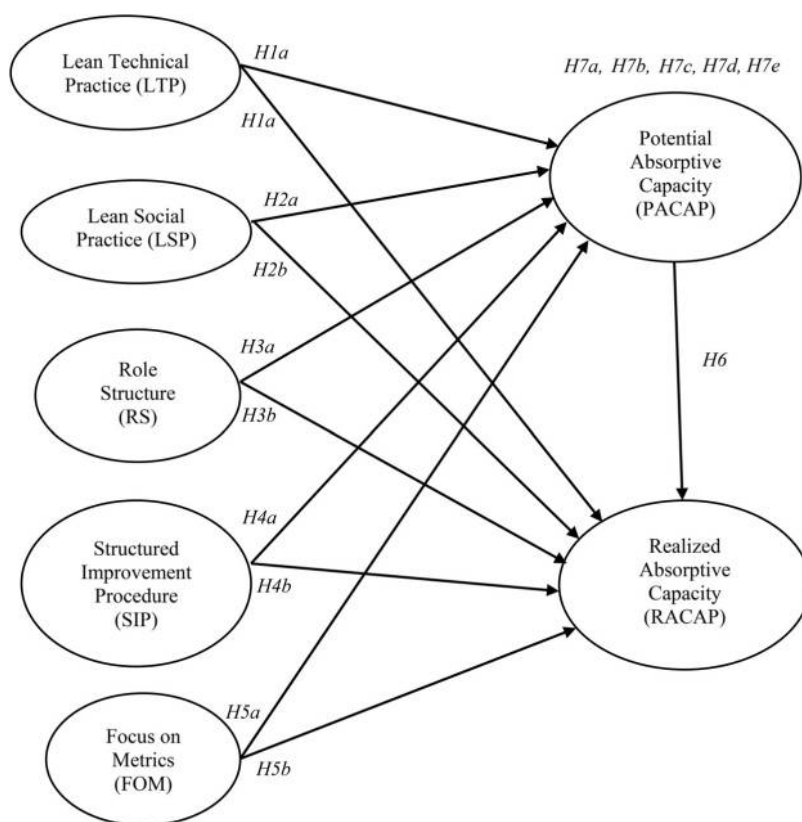 H1a
Lean Technical
Practice (LTP)
H1a
H7a, H7b, H7c, H7d, H7e
Potential
Absorptive
Capacity
(PACAP)
H2a
Lean Social
Practice (LSP)
H2b
H3a
Role
Structure
(RS)
H3b
H6
H4a
Structured
Improvement
Procedure
(SIP)
H4b
Realized
Absorptive
Capacity
(RACAP)
H5a
Focus on
Metrics
(FOM)
H5b